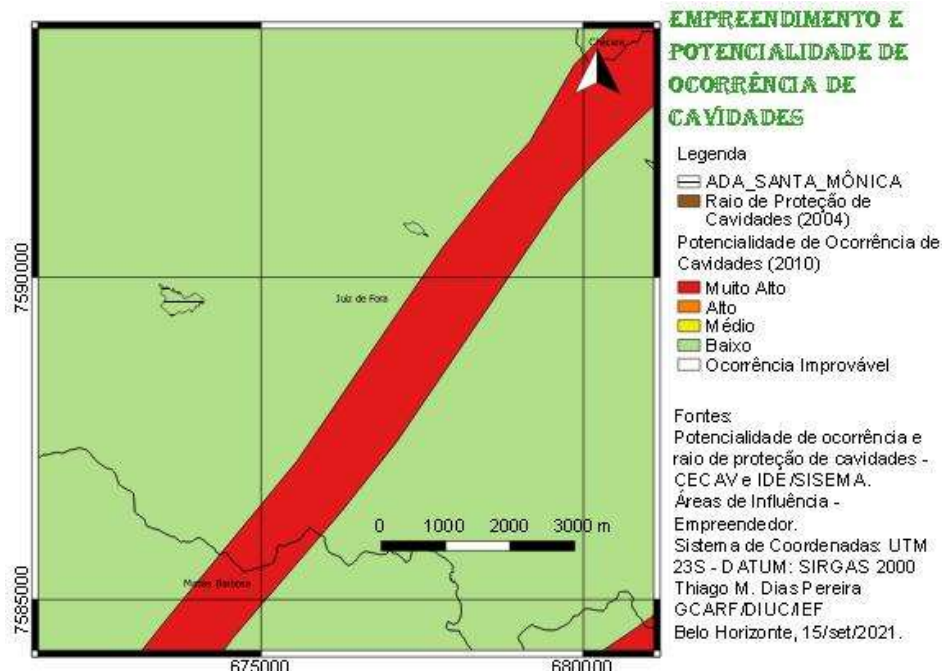 EMPREENDIMENTO E
POTENCIALIDADE DE
OCORRÊNCIA DE
CAVIDADES
Legenda
ADA_SANTA_MÔNICA
Raio de Proteção de
Cavidades (2004)
Potencialidade de Ocorrência de
Cavidades (2010)
Muito Alto
Alto
Médio
Baixo
Ocorrência Improvável
Fontes:
Potencialidade de ocorrência e
raio de proteção de cavidades -
CECAV e IDE/SISEMA.
Áreas de Influência -
Empreendedor.
Sistema de Coordenadas: UTM
23S - DATUM: SIRGAS 2000
Thiago M. Dias Pereira
GCARF/DIUC/IEF
Belo Horizonte, 15/set/2021.
Chácara
7590000
Juiz de Fora
0 1000 2000 3000 m
Matias Barbosa
7585000
675000 680000